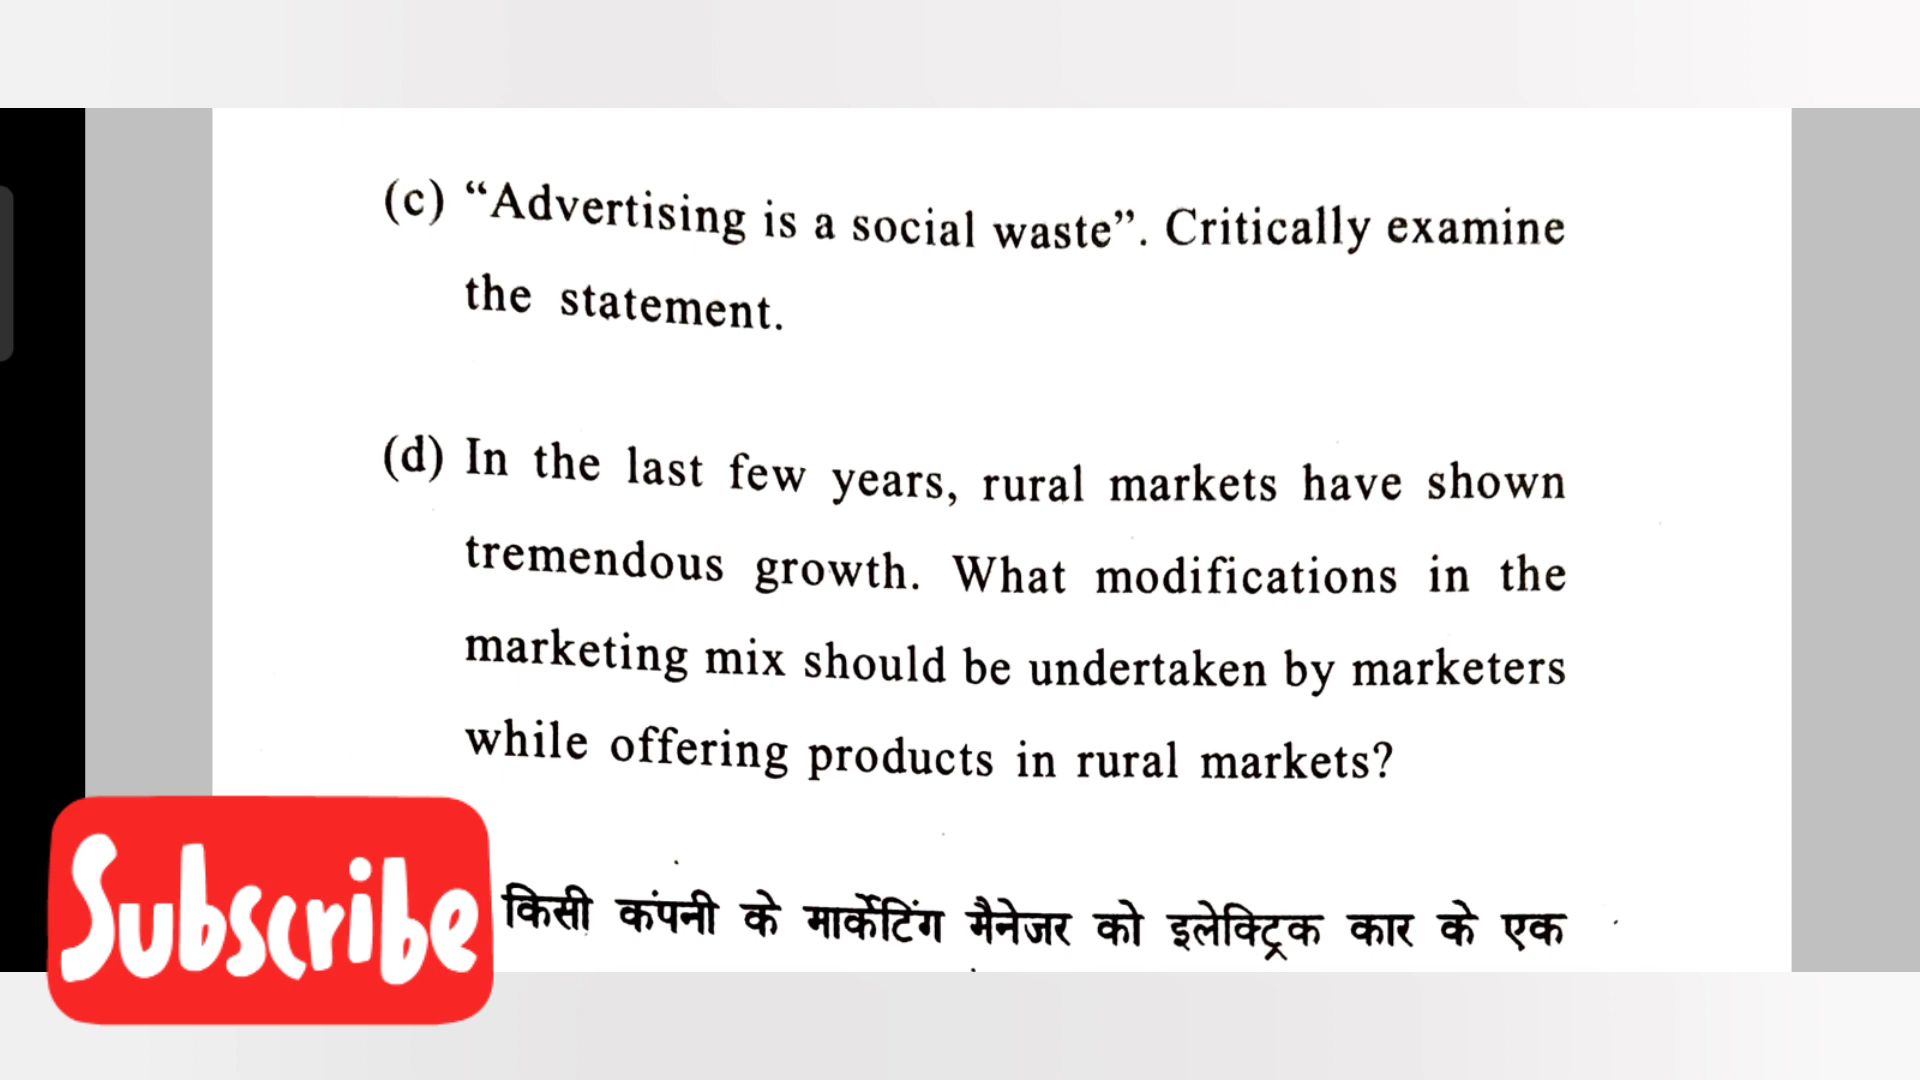 (c) “Advertising is a social waste”. Critically examine
the statement.
(d) In the last few years, rural markets have shown
tremendous growth. What modifications in the
marketing mix should be undertaken by marketers
while offering products in rural markets?
किसी कंपनी के मार्केटिंग मैनेजर को इलेक्ट्रिक कार के एक
Subscribe